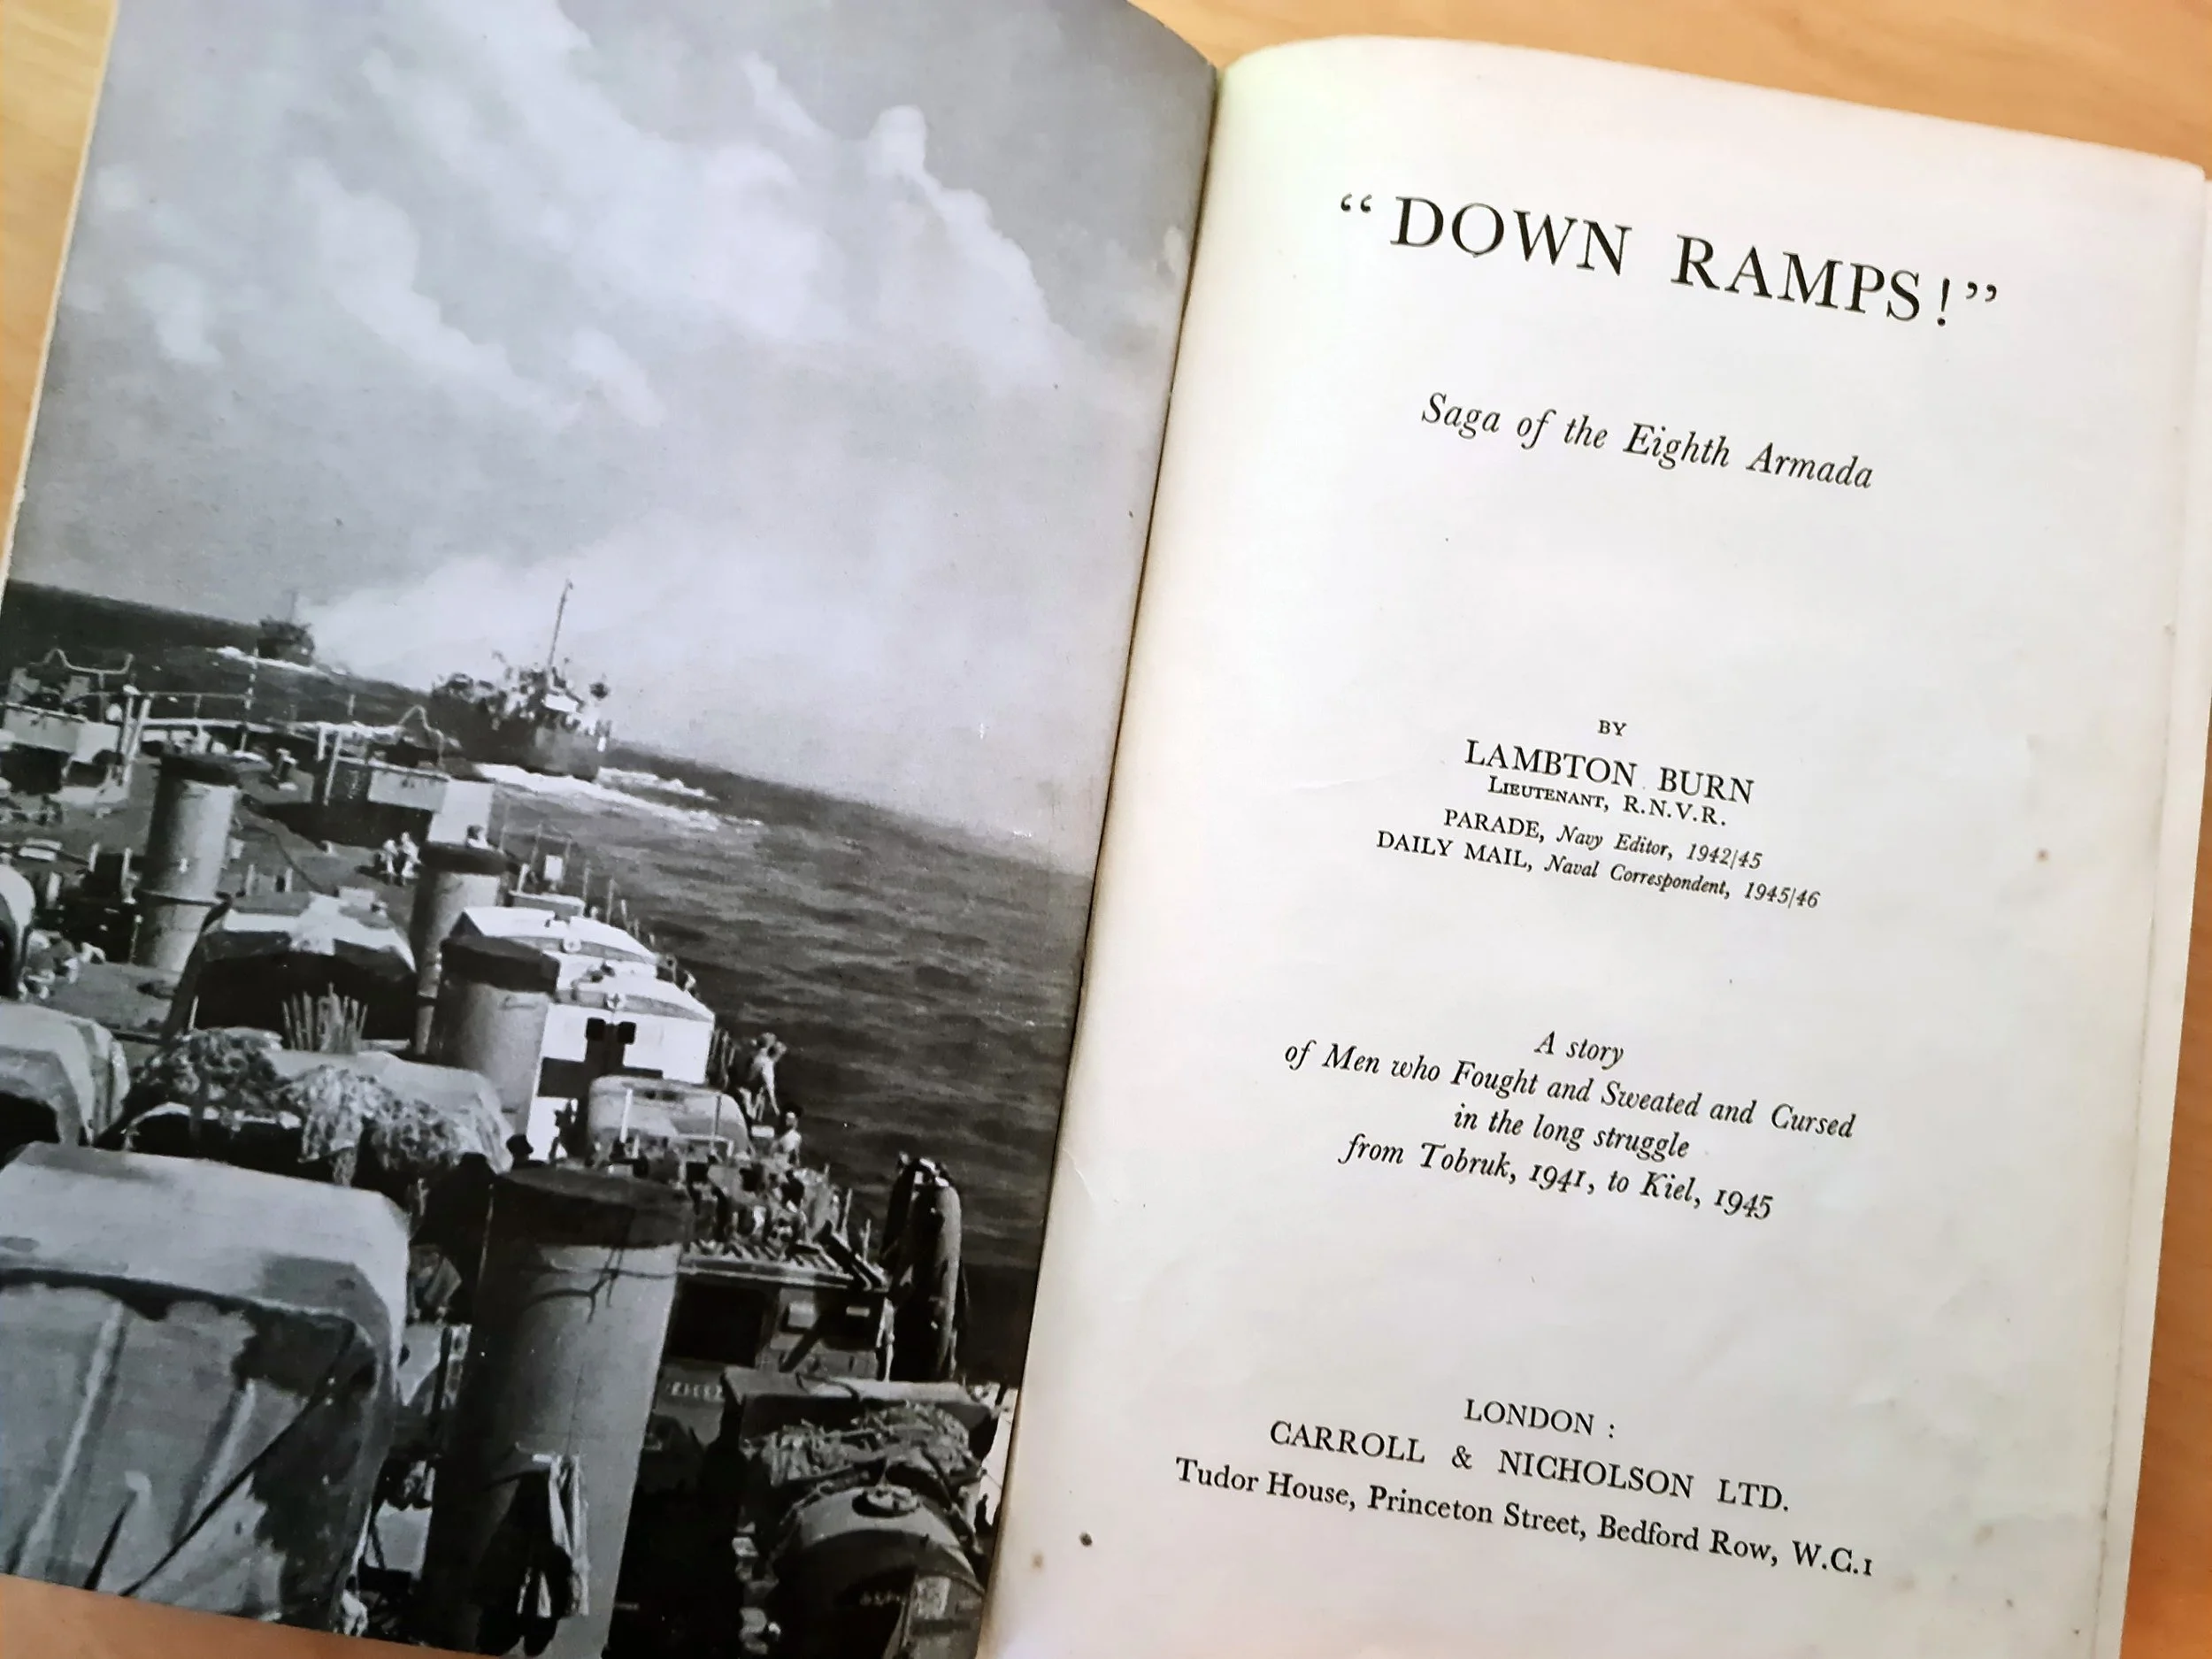 “DOWN RAMPS!”
Saga of the Eighth Armada
BY
LAMBTON BURN
LIEUTENANT, R.N.V.R.
PARADE, Navy Editor, 1942/45
DAILY MAIL, Naval Correspondent, 1945/46
A story
of Men who Fought and Sweated and Cursed
in the long struggle
from Tobruk, 1941, to Kiel, 1945
LONDON :
CARROLL & NICHOLSON LTD.
Tudor House, Princeton Street, Bedford Row, W.C.1